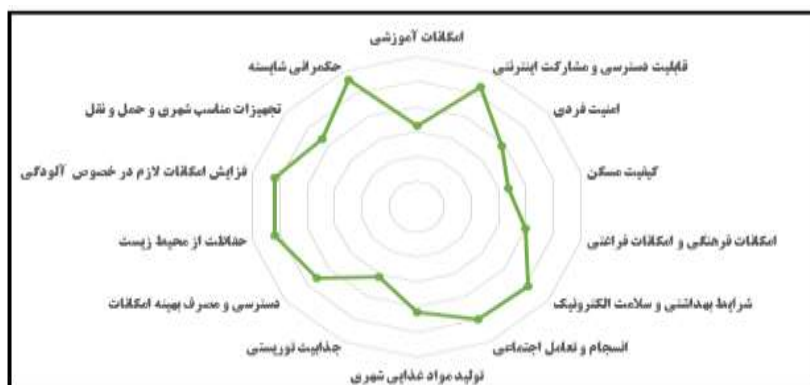 امکانات آموزشی
قابلیت دسترسی و مشارکت اینترنتی
امنیت فردی
کیفیت مسکن
امکانات فرهنگی و امکانات فراغتی
شرایط بهداشتی و سلامت الکترونیک
انسجام و تعامل اجتماعی
تولید مواد غذایی شهری
جذابیت توریستی
دسترسی و مصرف بهینه امکانات
حفاظت از محیط زیست
افزایش امکانات لازم در خصوص آلودگی
تجهیزات مناسب شهری و حمل و نقل
حکمرانی شایسته